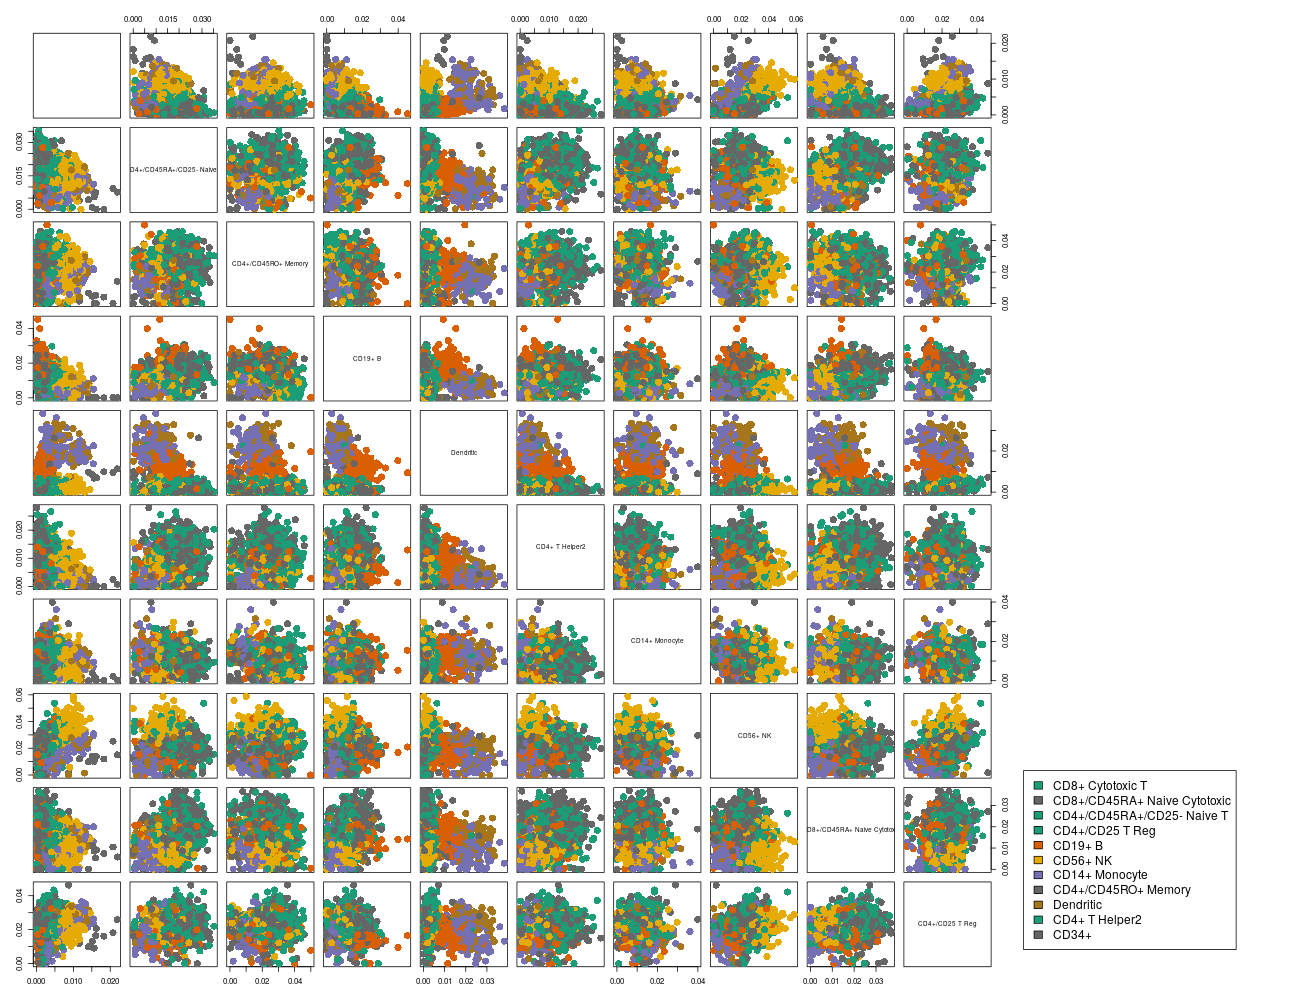 0.000 0.015 0.030 0.00 0.02 0.04 0.000 0.010 0.020 0.00 0.02 0.04 0.06 0.00 0.02 0.04
0.000 0.010 0.020
D4+/CD45RA+/CD25- Naive
0.000 0.015 0.030
CD4+/CD45RO+ Memory
0.00 0.02 0.04
CD19+ B
0.00 0.02 0.04
Dendritic
0.00 0.02
CD4+ T Helper2
0.000 0.010 0.020
CD14+ Monocyte
0.00 0.02 0.04
CD56+ NK
0.00 0.02 0.04 0.06
D8+/CD45RA+ Naive Cytotox
0.00 0.01 0.02 0.03
CD4+/CD25 T Reg
0.00 0.02 0.04
0.000 0.010 0.020 0.00 0.02 0.04 0.00 0.01 0.02 0.03 0.00 0.02 0.04 0.00 0.01 0.02 0.03
CD8+ Cytotoxic T
CD8+/CD45RA+ Naive Cytotoxic
CD4+/CD45RA+/CD25- Naive T
CD4+/CD25 T Reg
CD19+ B
CD56+ NK
CD14+ Monocyte
CD4+/CD45RO+ Memory
Dendritic
CD4+ T Helper2
CD34+